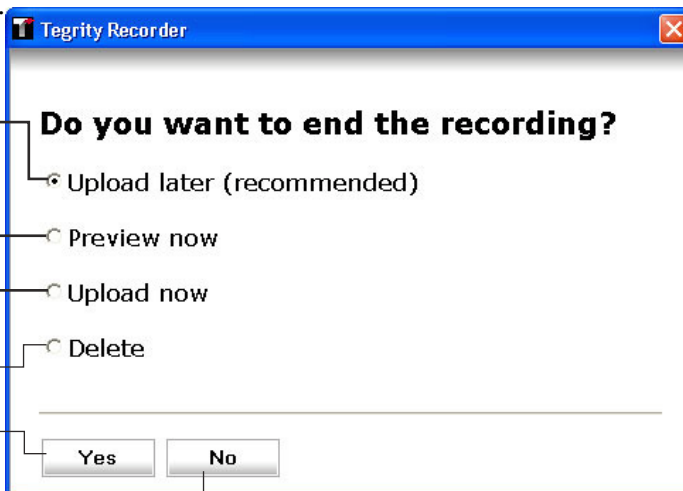 Tegrity Recorder
Do you want to end the recording?
Upload later (recommended)
Preview now
Upload now
Delete
Yes No